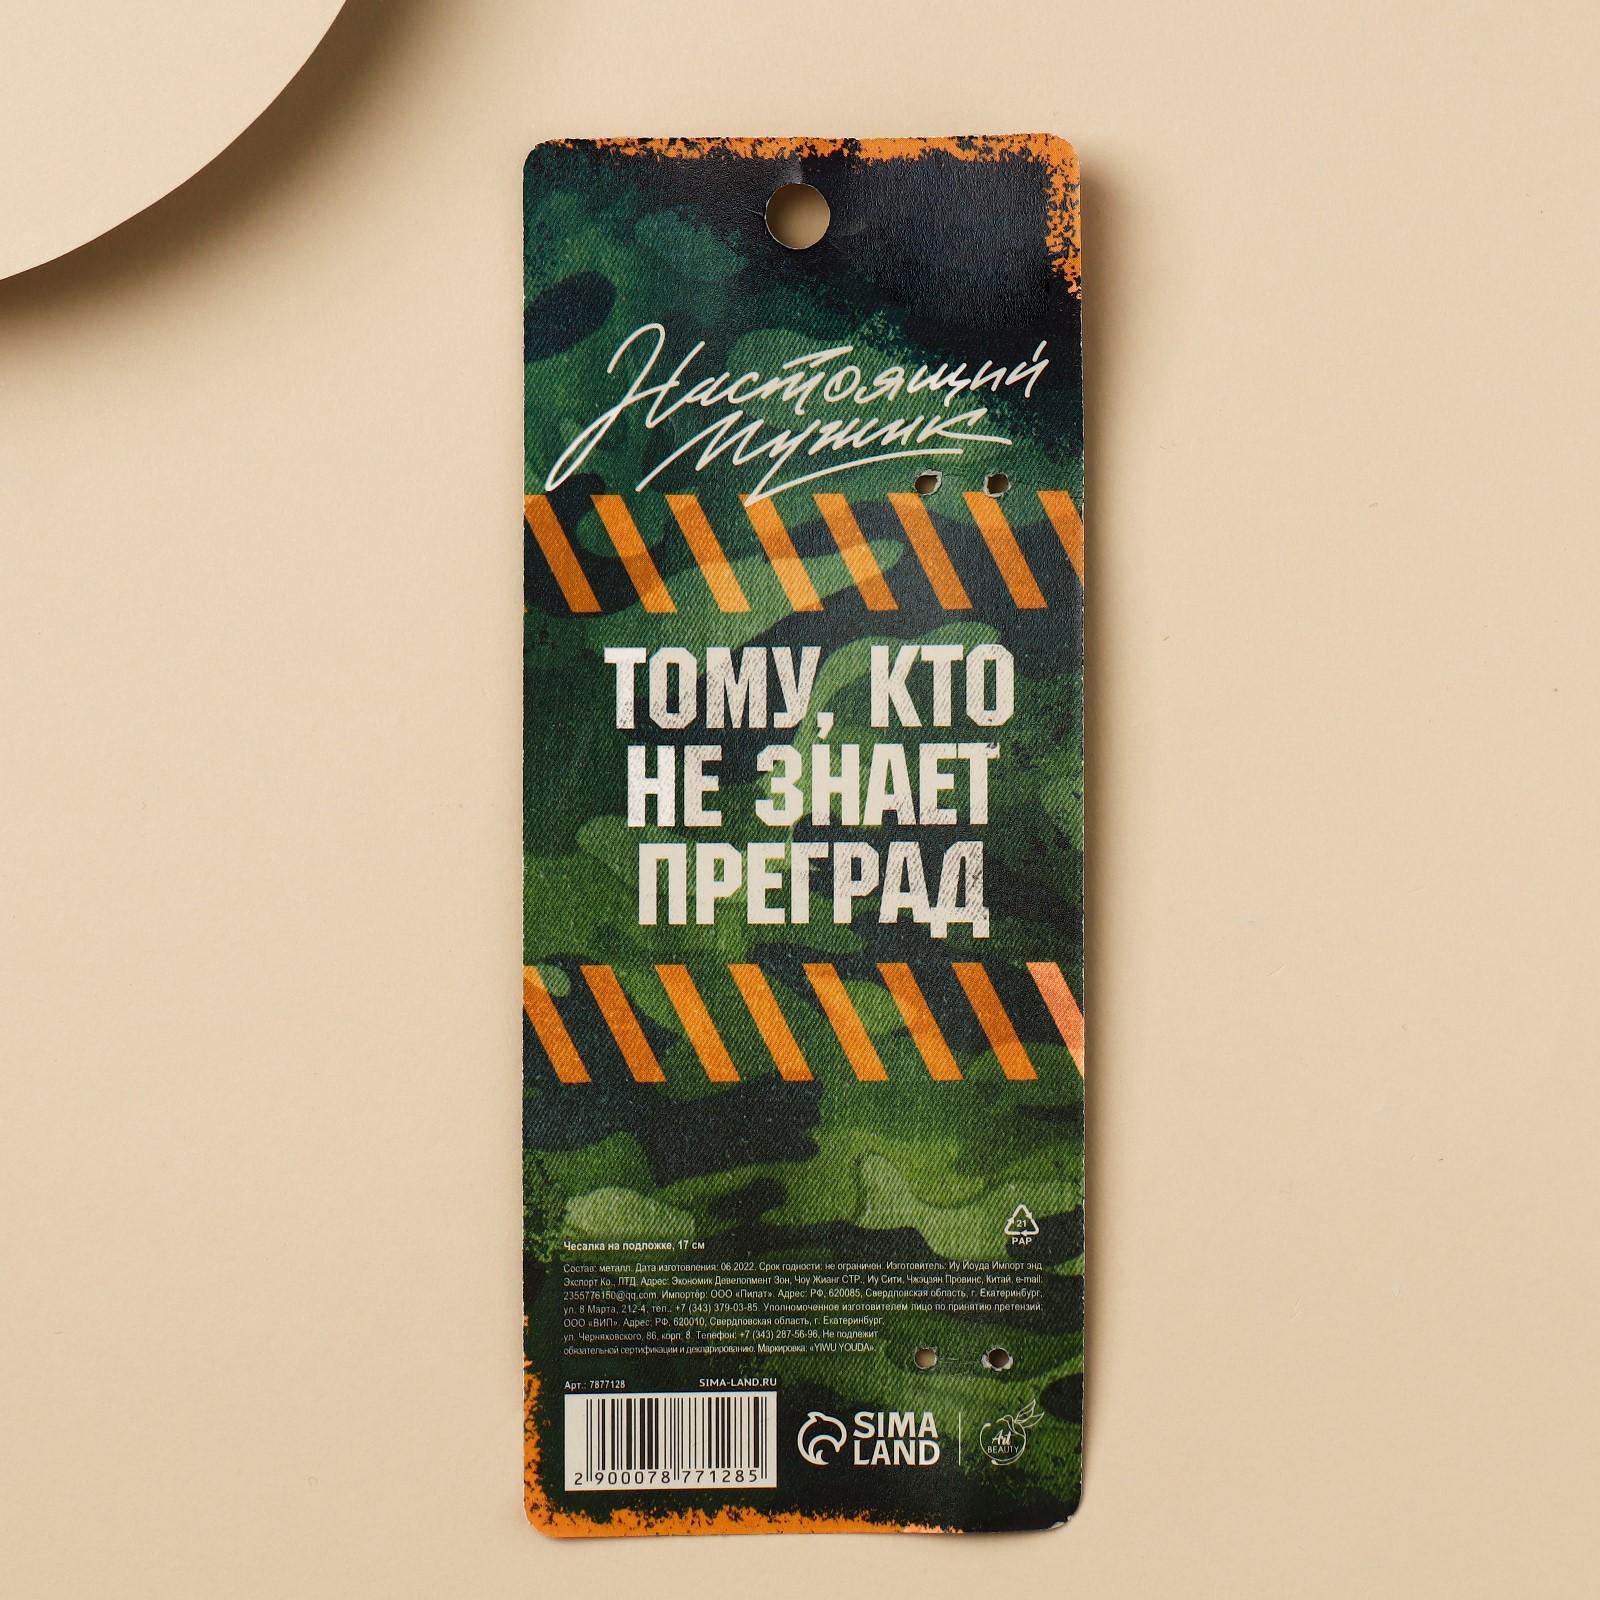 Настоящий
Мужик
ТОМУ, КТО
НЕ ЗНАЕТ
ПРЕГРАД
21
PAP
Чесалка на подложке, 17 см
Состав: металл. Дата изготовления: 06.2022, Срок годности: не ограничен. Изготовитель: Иу Йоуда Импорт энд
Экспорт Ко., ЛТД. Адрес: Экономик Девелопмент Зон, Чоу Жианг СТР., Иу Сити, Чжэцзян Провинс, Китай, e-mail:
2355776150@qq.com. Импортёр: ООО «Пилат». Адрес: РФ, 620085, Свердловская область, г. Екатеринбург,
ул. 8 Марта, 212-4, тел.: +7 (343) 379-03-85. Уполномоченное изготовителем лицо по принятию претензий:
ООО «ВИП». Адрес: РФ, 620010, Свердловская область, г. Екатеринбург,
ул. Черняховского, 86, корп. 8. Телефон: +7 (343) 287-56-96. Не подлежит
обязательной сертификации и декларированию. Маркировка: «YIWU YOUDA».
Арт.: 7877128 SIMA-LAND.RU
2 900078 771285
SIMA
LAND
Art
BEAUTY